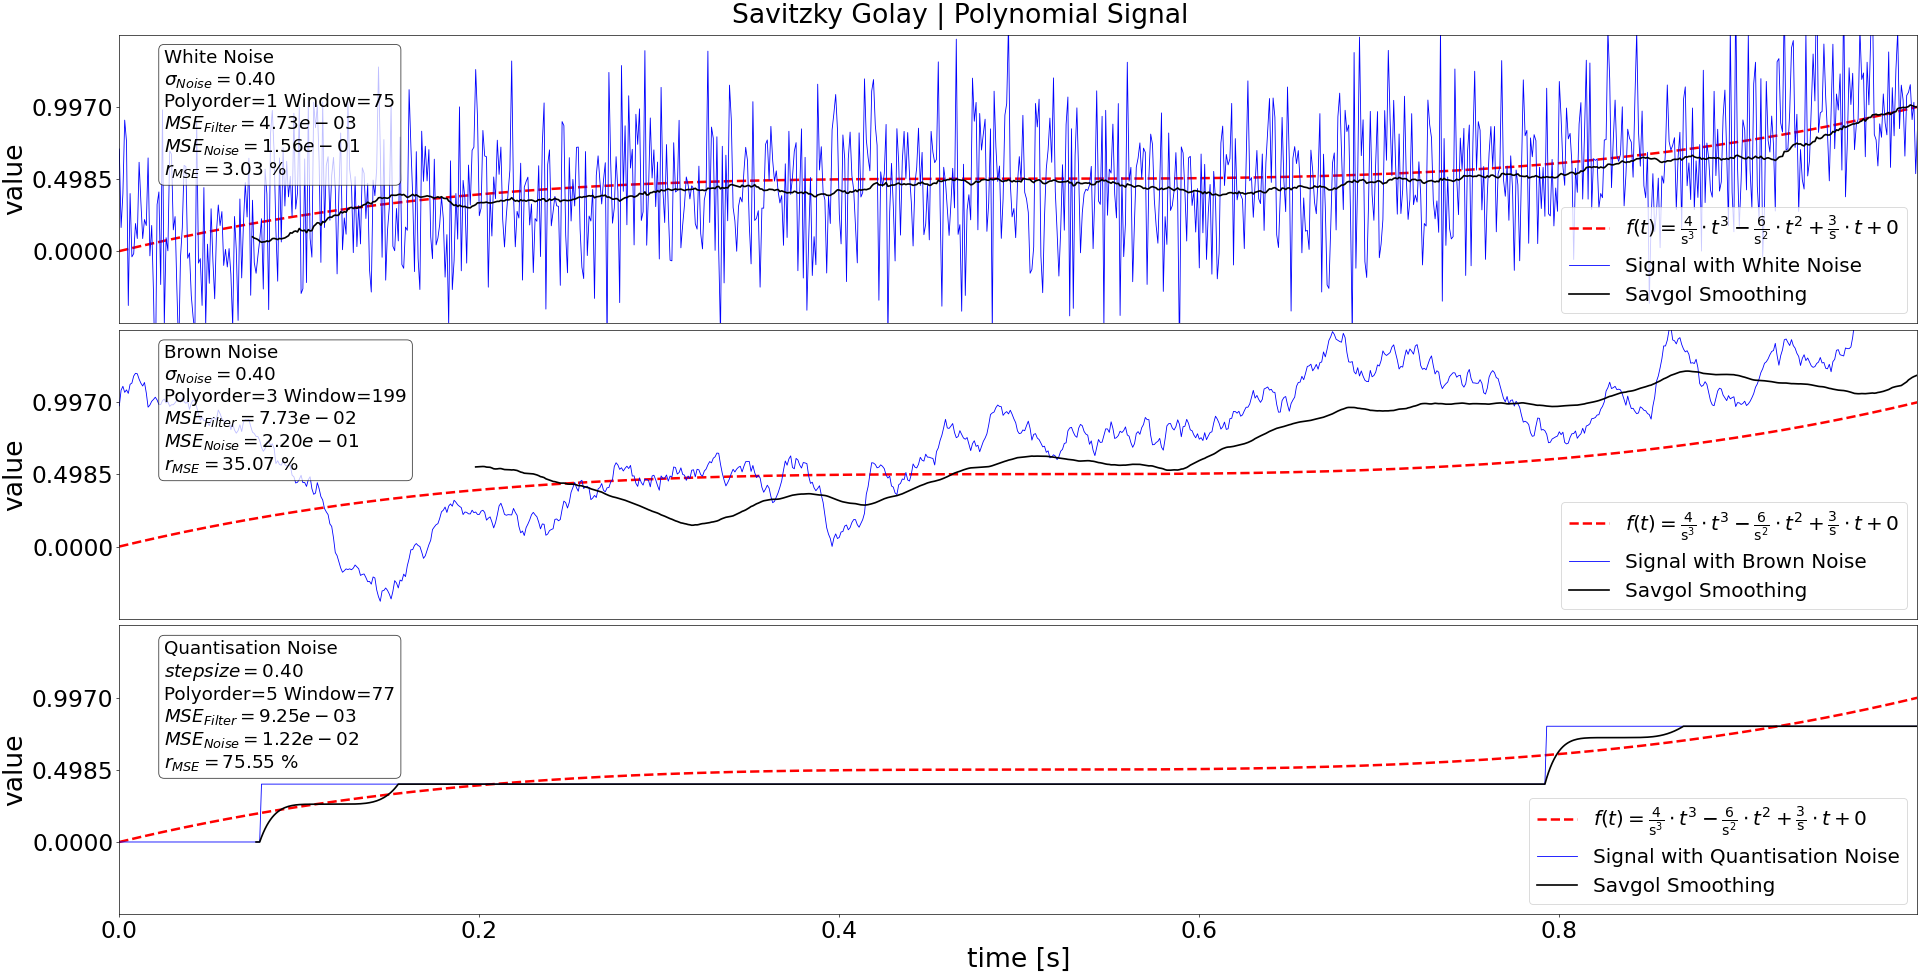 Savitzky Golay | Polynomial Signal
White Noise
σNoise = 0.40
Polyorder=1 Window=75
MSEFilter = 4.73e − 03
MSENoise = 1.56e − 01
rMSE = 3.03 %
0.9970
0.4985
0.0000
value
f(t) = 4/s³ · t³ − 6/s² · t² + 3/s · t + 0
Signal with White Noise
Savgol Smoothing
Brown Noise
σNoise = 0.40
Polyorder=3 Window=199
MSEFilter = 7.73e − 02
MSENoise = 2.20e − 01
rMSE = 35.07 %
0.9970
0.4985
0.0000
value
f(t) = 4/s³ · t³ − 6/s² · t² + 3/s · t + 0
Signal with Brown Noise
Savgol Smoothing
Quantisation Noise
stepsize = 0.40
Polyorder=5 Window=77
MSEFilter = 9.25e − 03
MSENoise = 1.22e − 02
rMSE = 75.55 %
0.9970
0.4985
0.0000
value
f(t) = 4/s³ · t³ − 6/s² · t² + 3/s · t + 0
Signal with Quantisation Noise
Savgol Smoothing
0.0 0.2 0.4 0.6 0.8
time [s]